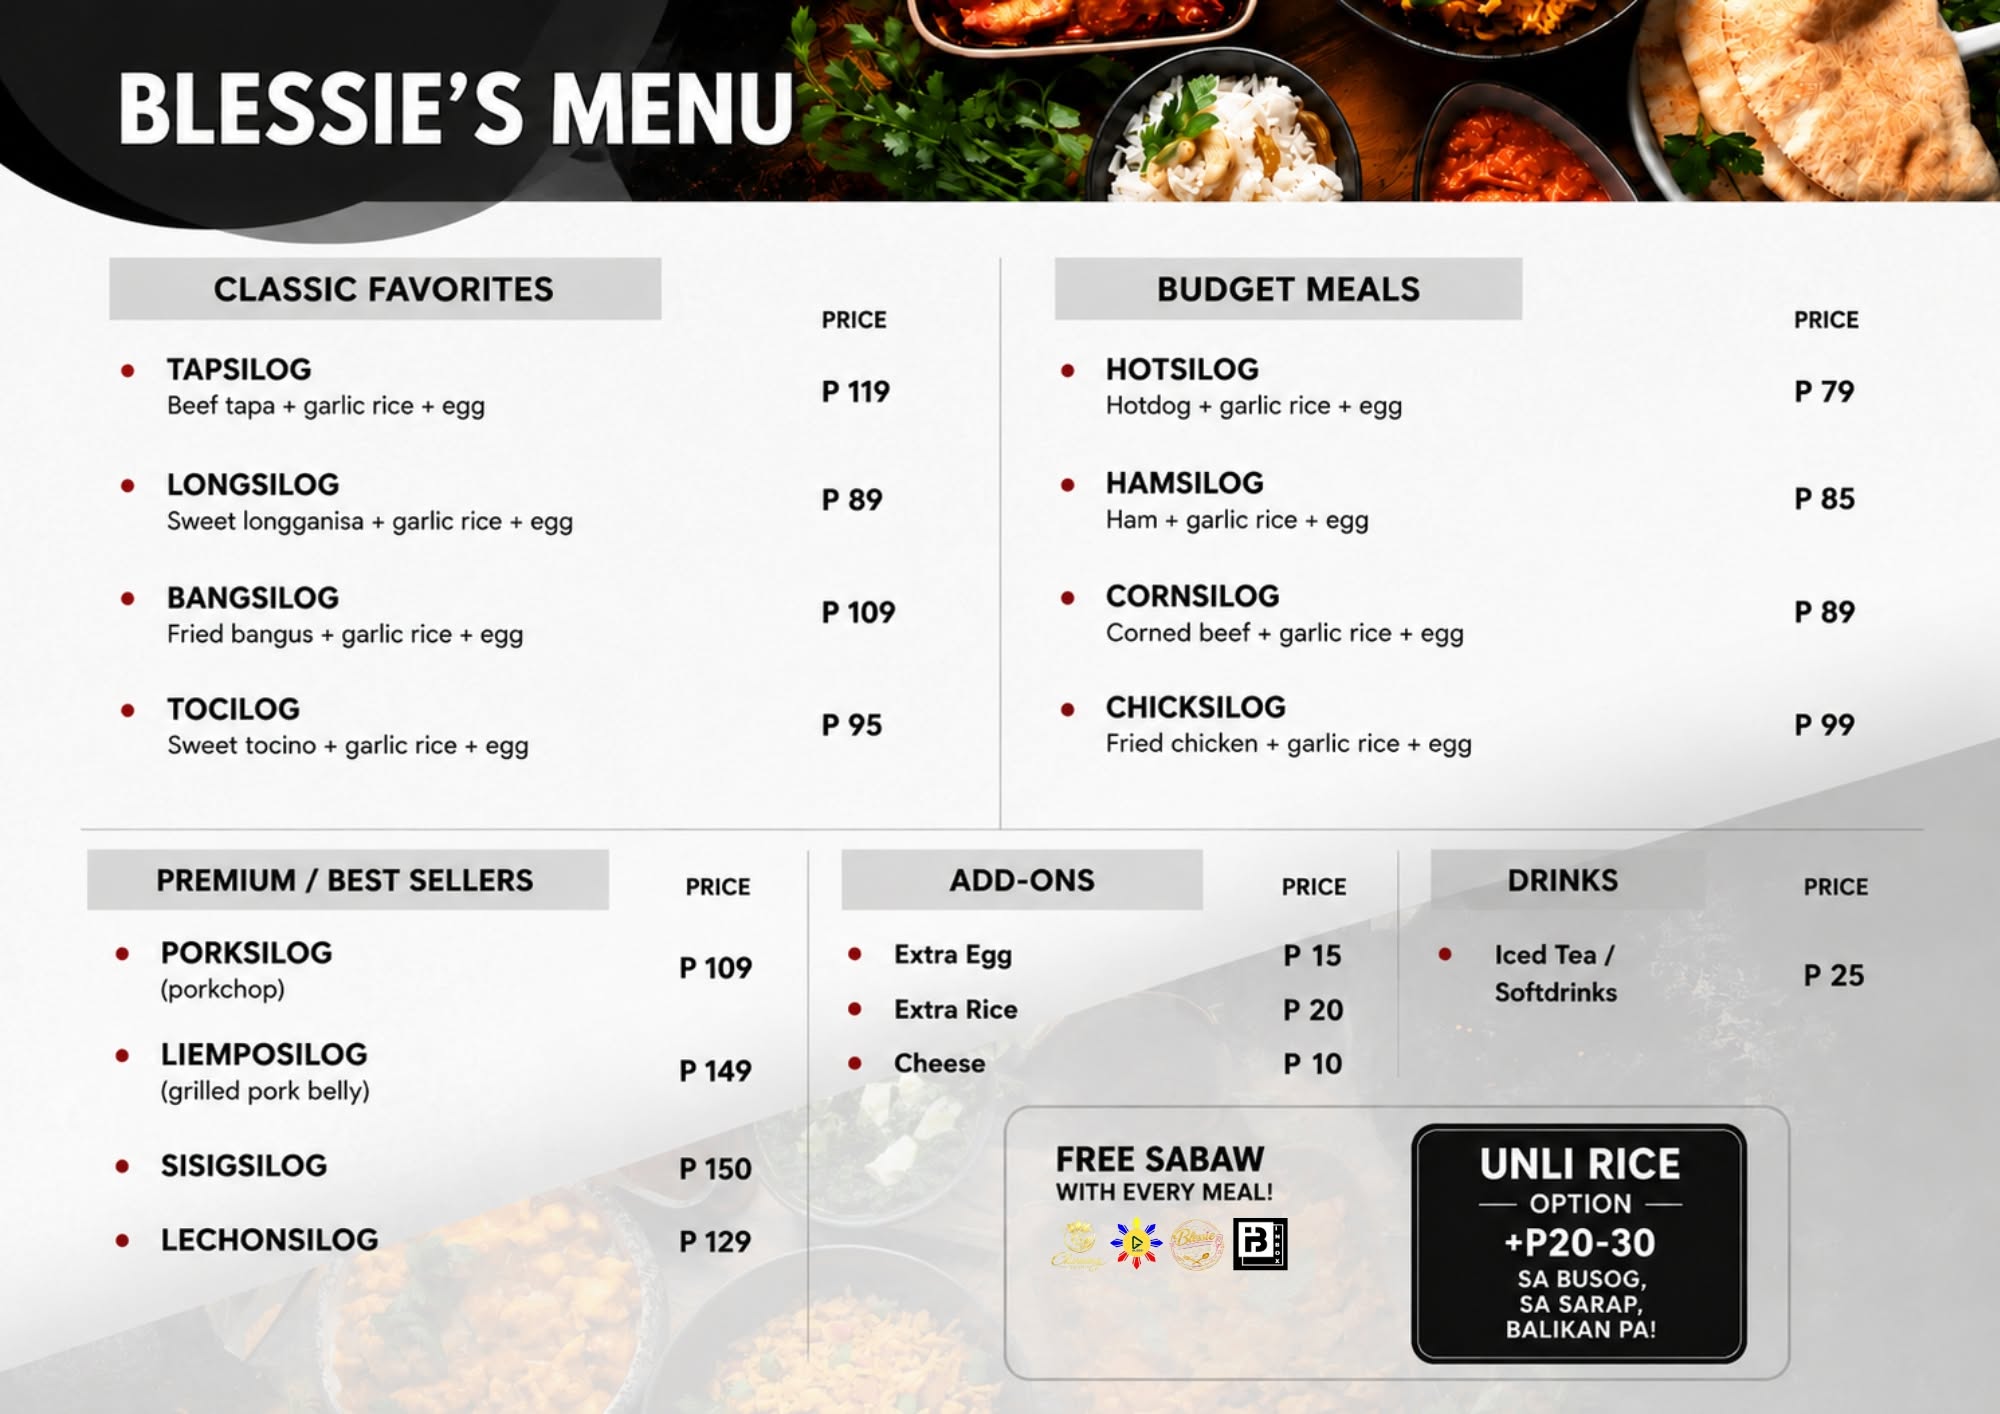 BLESSIE'S MENU
CLASSIC FAVORITES
PRICE
TAPSILOG
Beef tapa + garlic rice + egg
P 119
LONGSILOG
Sweet longganisa + garlic rice + egg
P 89
BANGSILOG
Fried bangus + garlic rice + egg
P 109
TOCILOG
Sweet tocino + garlic rice + egg
P 95
BUDGET MEALS
PRICE
HOTSILOG
Hotdog + garlic rice + egg
P 79
HAMSILOG
Ham + garlic rice + egg
P 85
CORNSILOG
Corned beef + garlic rice + egg
P 89
CHICKSILOG
Fried chicken + garlic rice + egg
P 99
PREMIUM / BEST SELLERS
PRICE
PORKSILOG
(porkchop)
P 109
LIEMPOSILOG
(grilled pork belly)
P 149
SISIGSILOG
P 150
LECHONSILOG
P 129
ADD-ONS
PRICE
Extra Egg
P 15
Extra Rice
P 20
Cheese
P 10
DRINKS
PRICE
Iced Tea /
Softdrinks
P 25
FREE SABAW
WITH EVERY MEAL!
Blessie
UNLI RICE
OPTION
+P20-30
SA BUSOG,
SA SARAP,
BALIKAN PA!